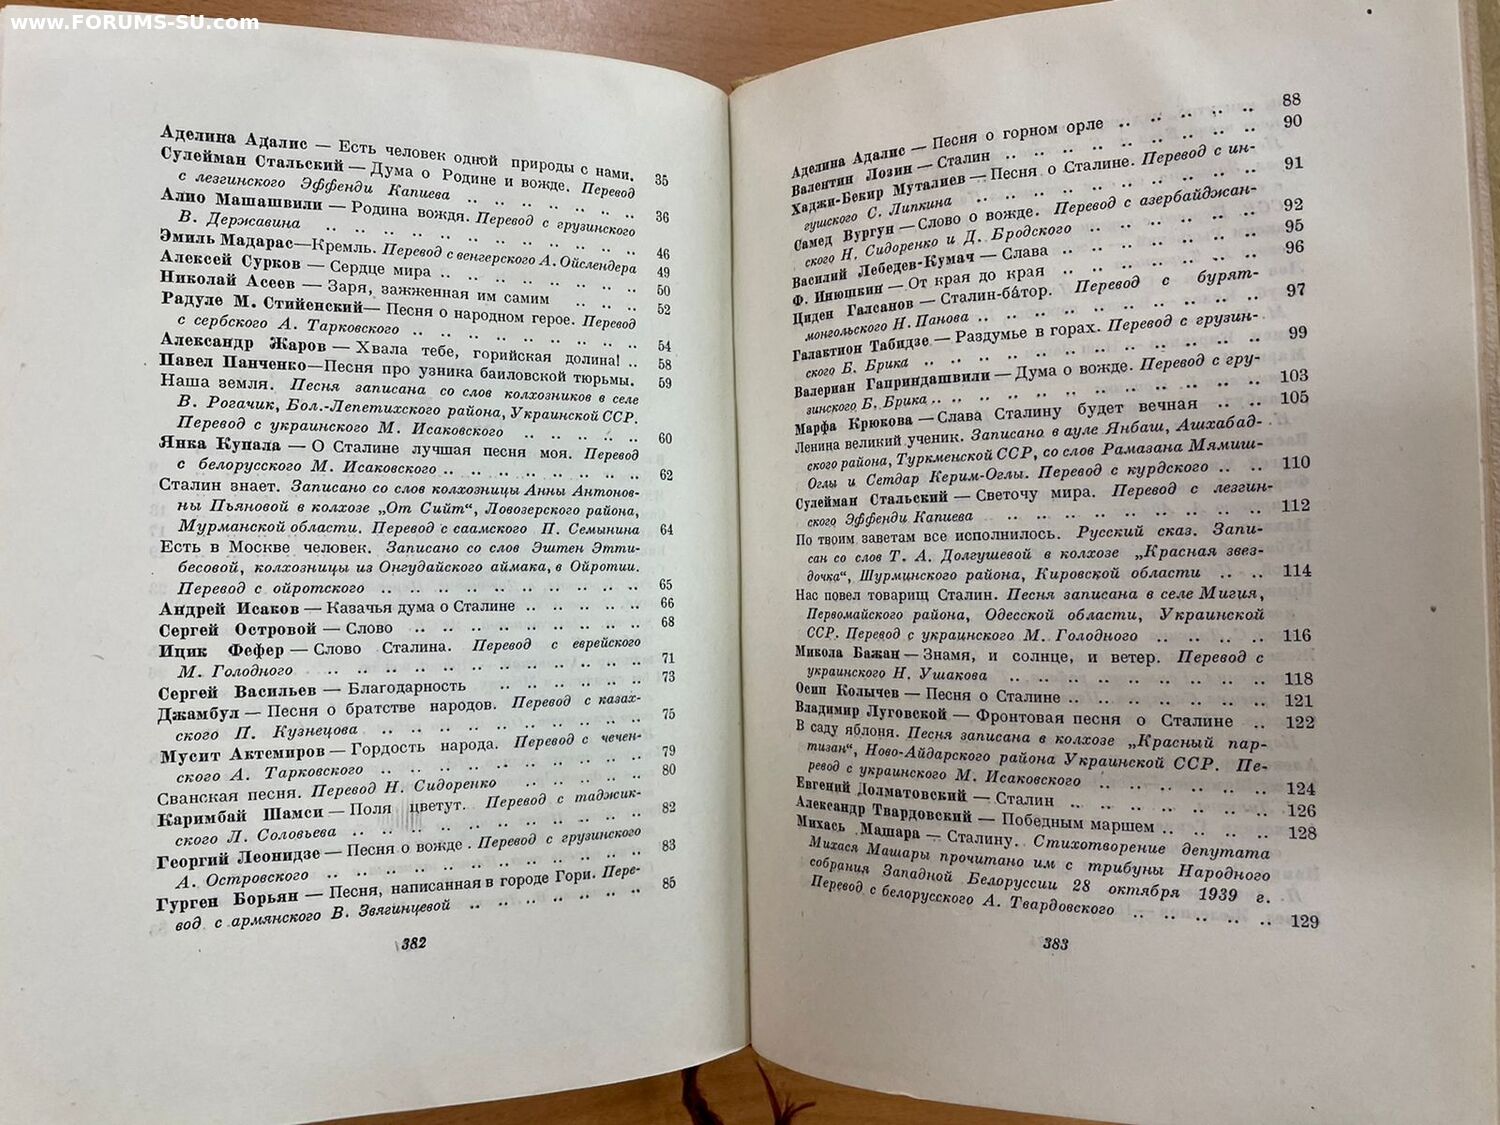 www.FORUMS-SU.com
Аделина Адалис — Есть человек одной природы с нами. 35
Сулейман Стальский — Дума о Родине и вожде. Перевод
с лезгинского Эффенди Капиева .. .. .. .. .. .. .. 36
Алио Машашвили — Родина вождя. Перевод с грузинского
В. Державина .. .. .. .. .. .. .. .. .. .. .. 46
Эмиль Мадарас—Кремль. Перевод с венгерского А. Ойслендера 49
Алексей Сурков — Сердце мира .. .. .. .. .. .. .. 50
Николай Асеев — Заря, зажженная им самим .. .. 52
Радуле М. Стийенский— Песня о народном герое. Перевод
с сербского А. Тарковского .. .. .. .. .. .. .. .. 54
Александр Жаров — Хвала тебе, горийская долина! .. 58
Павел Панченко—Песня про узника баиловской тюрьмы. 59
Наша земля. Песня записана со слов колхозников в селе
В. Рогачик, Бол.-Лепетихского района, Украинской ССР.
Перевод с украинского М. Исаковского .. .. .. .. 60
Янка Купала — О Сталине лучшая песня моя. Перевод
с белорусского М. Исаковского .. .. .. .. .. .. .. 62
Сталин знает. Записано со слов колхозницы Анны Антонов-
ны Пьяновой в колхозе „От Сийт“, Ловозерского района,
Мурманской области. Перевод с саамского П. Семынина 64
Есть в Москве человек. Записано со слов Эштен Этти-
бесовой, колхозницы из Онгудайского аймака, в Ойротии.
Перевод с ойротского .. .. .. .. .. .. .. .. .. 65
Андрей Исаков — Казачья дума о Сталине .. .. .. .. 66
Сергей Островой — Слово .. .. .. .. .. .. .. .. 68
Ицик Фефер — Слово Сталина. Перевод с еврейского
М. Голодного .. .. .. .. .. .. .. .. .. .. .. 71
Сергей Васильев — Благодарность .. .. .. .. .. 73
Джамбул — Песня о братстве народов. Перевод с казах-
ского П. Кузнецова .. .. .. .. .. .. .. .. .. 75
Мусит Актемиров — Гордость народа. Перевод с чечен-
ского А. Тарковского .. .. .. .. .. .. .. .. .. 79
Сванская песня. Перевод Н. Сидоренко .. .. .. .. .. 80
Каримбай Шамси — Поля цветут. Перевод с таджик-
ского Л. Соловьева .. .. .. .. .. .. .. .. .. .. 82
Георгий Леонидзе — Песня о вожде . Перевод с грузинского
А. Островского .. .. .. .. .. .. .. .. .. .. .. 83
Гурген Борьян — Песня, написанная в городе Гори. Пере-
вод с армянского В. Звягинцевой .. .. .. .. .. .. 85
382
Аделина Адалис — Песня о горном орле .. .. .. .. .. 88
Валентин Лозин — Сталин .. .. .. .. .. .. .. .. 90
Хаджи-Бекир Муталиев — Песня о Сталине. Перевод с ин-
гушского С. Липкина .. .. .. .. .. .. .. .. .. 91
Самед Вургун — Слово о вожде. Перевод с азербайджан-
ского Н. Сидоренко и Д. Бродского .. .. .. .. .. 92
Василий Лебедев-Кумач — Слава .. .. .. .. .. .. .. 95
Ф. Инюшкин — От края до края .. .. .. .. .. .. .. 96
Циден Галсанов — Сталин-бáтор. Перевод с бурят-
монгольского Н. Панова .. .. .. .. .. .. .. .. .. 97
Галактион Табидзе — Раздумье в горах. Перевод с грузин-
ского Б. Брика .. .. .. .. .. .. .. .. .. .. .. 99
Валериан Гаприндашвили — Дума о вожде. Перевод с гру-
зинского Б. Брика .. .. .. .. .. .. .. .. .. .. .. 103
Марфа Крюкова — Слава Сталину будет вечная .. .. .. 105
Ленина великий ученик. Записано в ауле Янбаш, Ашхабад-
ского района, Туркменской ССР, со слов Рамазана Мямиш-
Оглы и Сетдар Керим-Оглы. Перевод с курдского .. .. 110
Сулейман Стальский — Светочу мира. Перевод с лезгин-
ского Эффенди Капиева .. .. .. .. .. .. .. .. 112
По твоим заветам все исполнилось. Русский сказ. Запи-
сан со слов Т. А. Долгушевой в колхозе „Красная звез-
дочка“, Шурминского района, Кировской области .. .. 114
Нас повел товарищ Сталин. Песня записана в селе Мигия,
Первомайского района, Одесской области, Украинской
ССР. Перевод с украинского М. Голодного .. .. .. .. 116
Микола Бажан — Знамя, и солнце, и ветер. Перевод с
украинского Н. Ушакова .. .. .. .. .. .. .. .. 118
Осип Колычев — Песня о Сталине .. .. .. .. .. .. .. 121
Владимир Луговской — Фронтовая песня о Сталине .. 122
В саду яблоня. Песня записана в колхозе „Красный пар-
тизан“, Ново-Айдарского района Украинской ССР. Пе-
ревод с украинского М. Исаковского .. .. .. .. .. .. 124
Евгений Долматовский — Сталин .. .. .. .. .. .. .. 126
Александр Твардовский — Победным маршем .. .. .. .. 128
Михась Машара — Сталину. Стихотворение депутата
Михася Машары прочитано им с трибуны Народного
собрания Западной Белоруссии 28 октября 1939 г.
Перевод с белорусского А. Твардовского .. .. .. .. .. 129
383